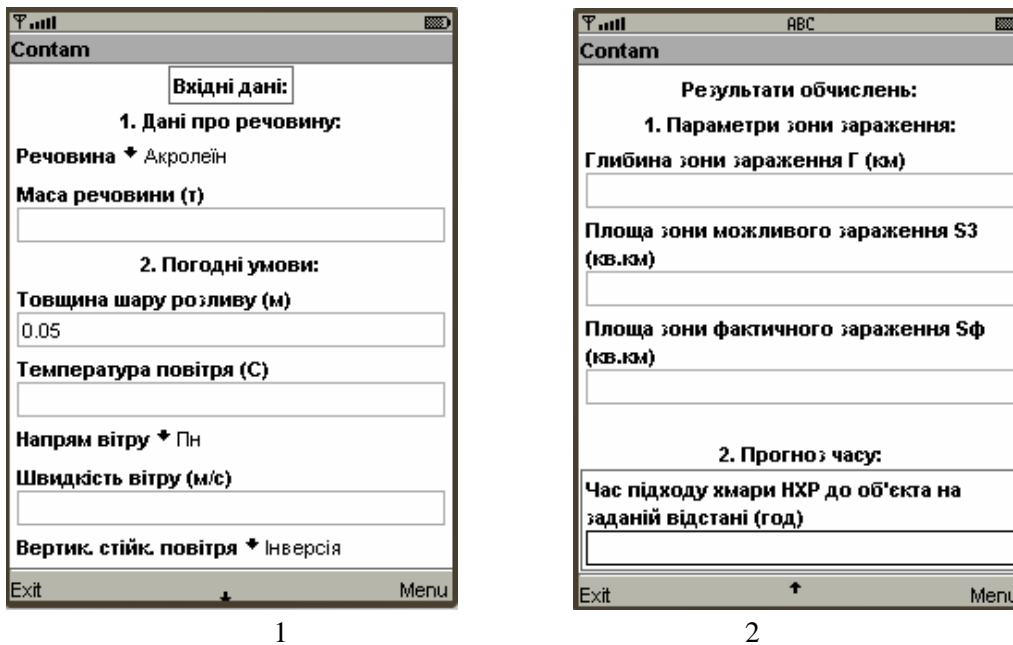 Contam
Вхідні дані:
1. Дані про речовину:
Речовина Акролеїн
Маса речовини (т)
2. Погодні умови:
Товщина шару розливу (м)
0.05
Температура повітря (С)
Напрям вітру Пн
Швидкість вітру (м/с)
Вертик. стійк. повітря Інверсія
Exit Menu
1
ABC
Contam
Результати обчислень:
1. Параметри зони зараження:
Глибина зони зараження Г (км)
Площа зони можливого зараження S3
(кв.км)
Площа зони фактичного зараження Sф
(кв.км)
2. Прогноз часу:
Час підходу хмари НХР до об'єкта на
заданій відстані (год)
Exit Menu
2